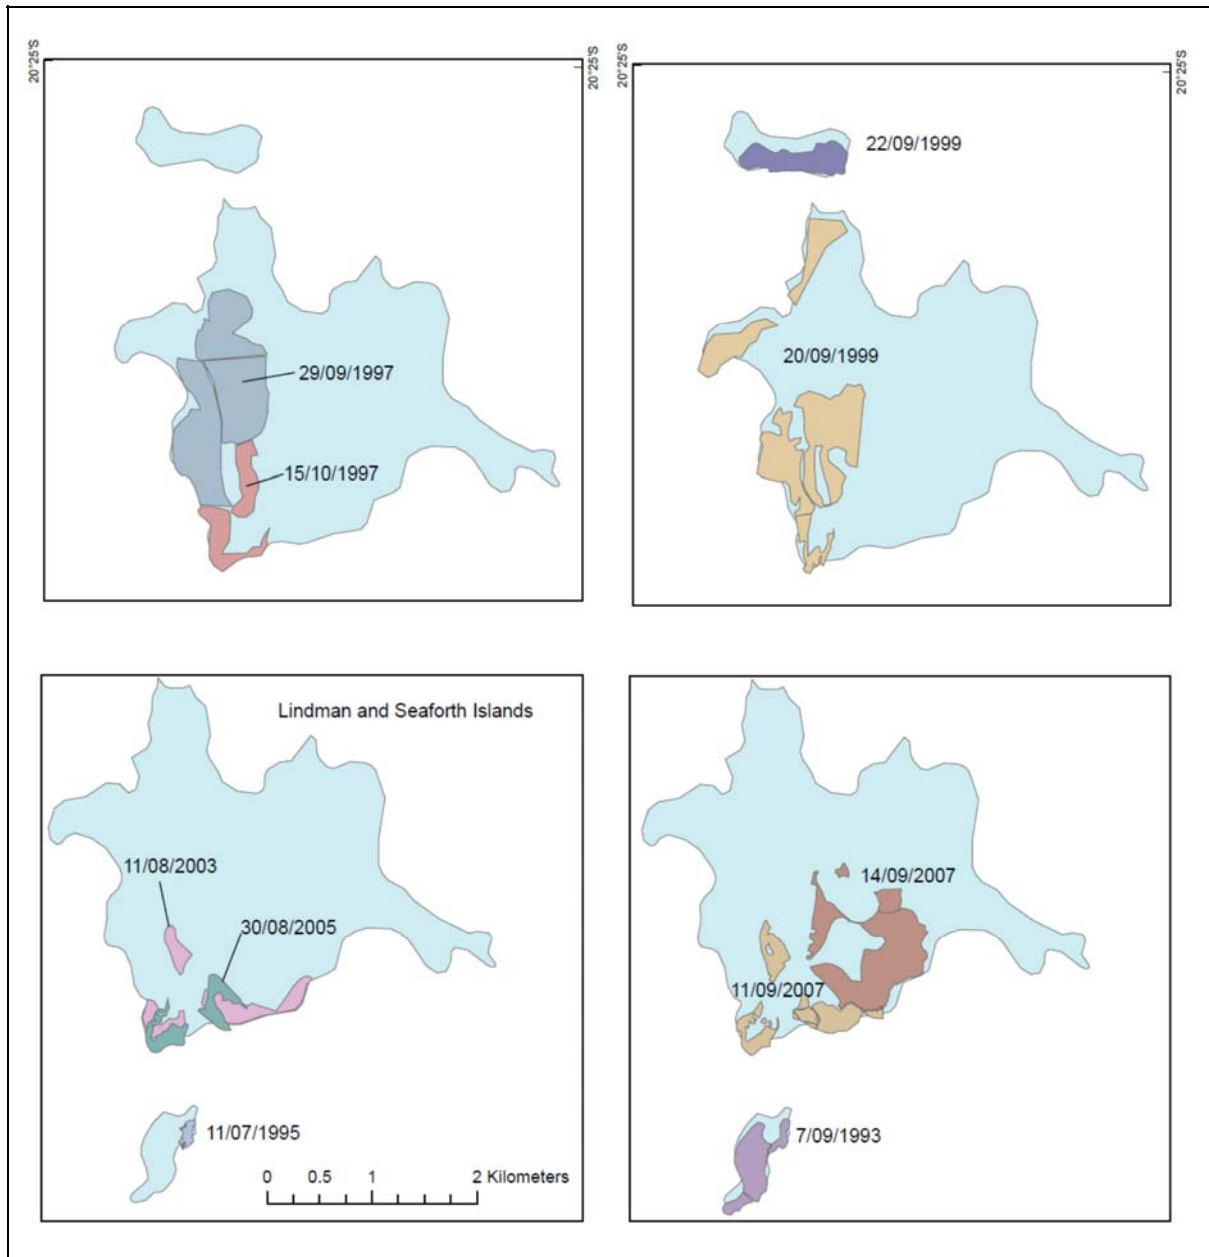 20°25'S
20°25'S
29/09/1997
15/10/1997
20°25'S
20°25'S
22/09/1999
20/09/1999
Lindman and Seaforth Islands
11/08/2003
30/08/2005
11/07/1995
0 0.5 1 2 Kilometers
14/09/2007
11/09/2007
7/09/1993